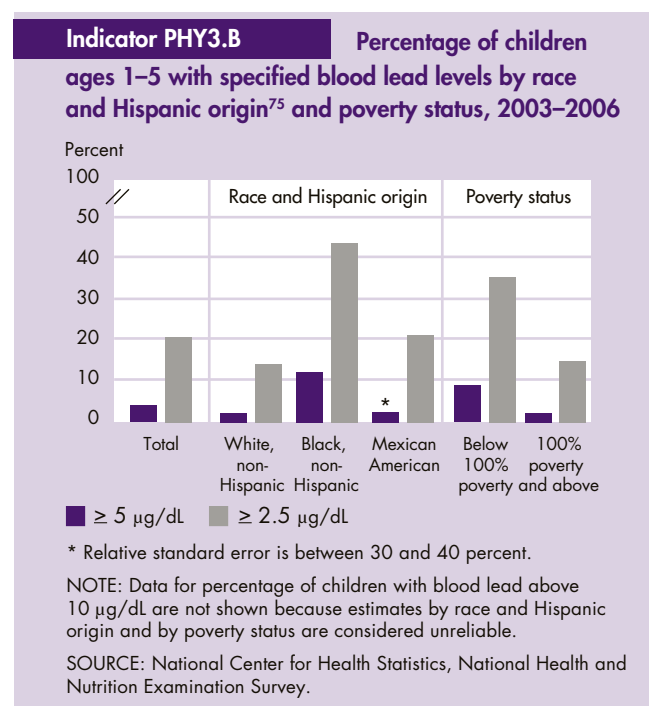 Indicator PHY3.B Percentage of children
ages 1–5 with specified blood lead levels by race
and Hispanic origin75 and poverty status, 2003–2006
Percent
100
Race and Hispanic origin Poverty status
50
40
30
20
10
0
*
Total White, Black, Mexican Below 100%
non- non- American 100% poverty
Hispanic Hispanic poverty and above
≥ 5 µg/dL ≥ 2.5 µg/dL
* Relative standard error is between 30 and 40 percent.
NOTE: Data for percentage of children with blood lead above
10 µg/dL are not shown because estimates by race and Hispanic
origin and by poverty status are considered unreliable.
SOURCE: National Center for Health Statistics, National Health and
Nutrition Examination Survey.